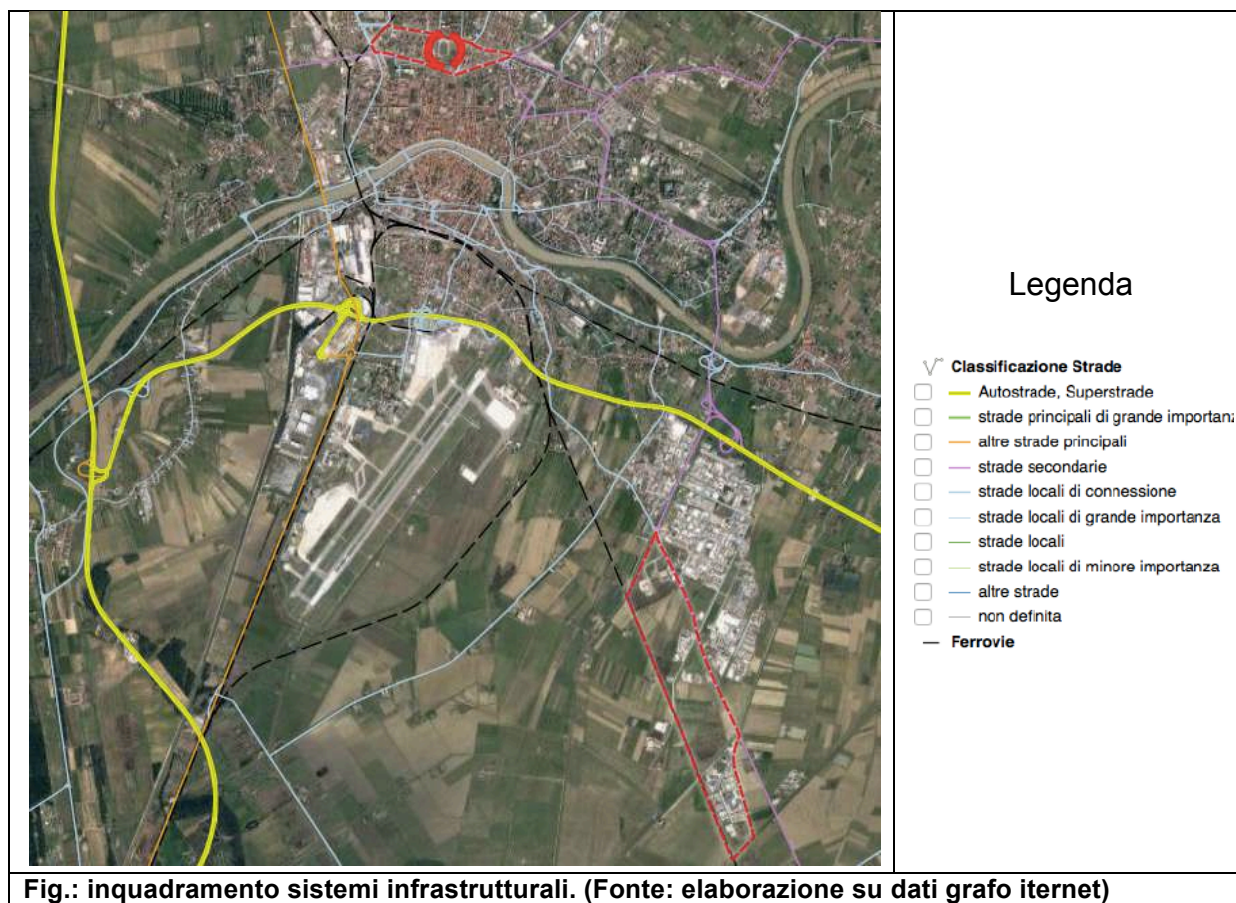 Legenda
Classificazione Strade
Autostrade, Superstrade
strade principali di grande importanz
altre strade principali
strade secondarie
strade locali di connessione
strade locali di grande importanza
strade locali
strade locali di minore importanza
altre strade
non definita
Ferrovie
Fig.: inquadramento sistemi infrastrutturali. (Fonte: elaborazione su dati grafo iternet)